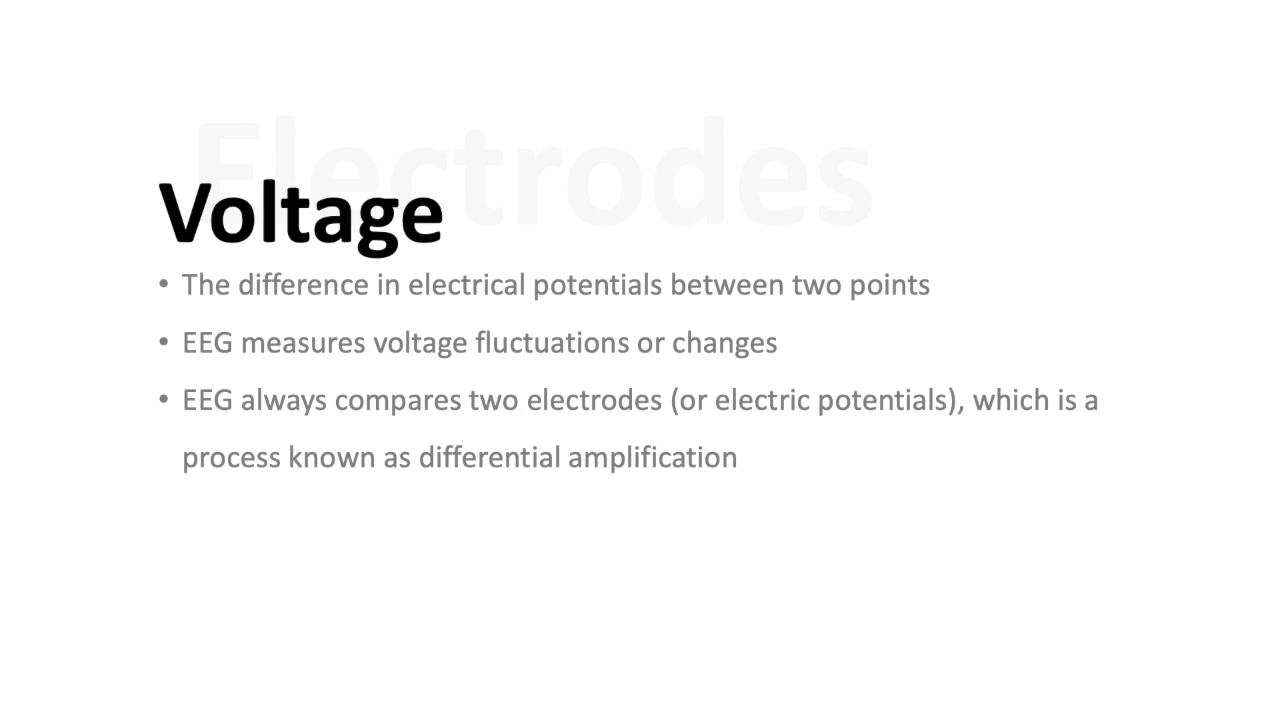 Electrodes
Voltage
• The difference in electrical potentials between two points
• EEG measures voltage fluctuations or changes
• EEG always compares two electrodes (or electric potentials), which is a
process known as differential amplification